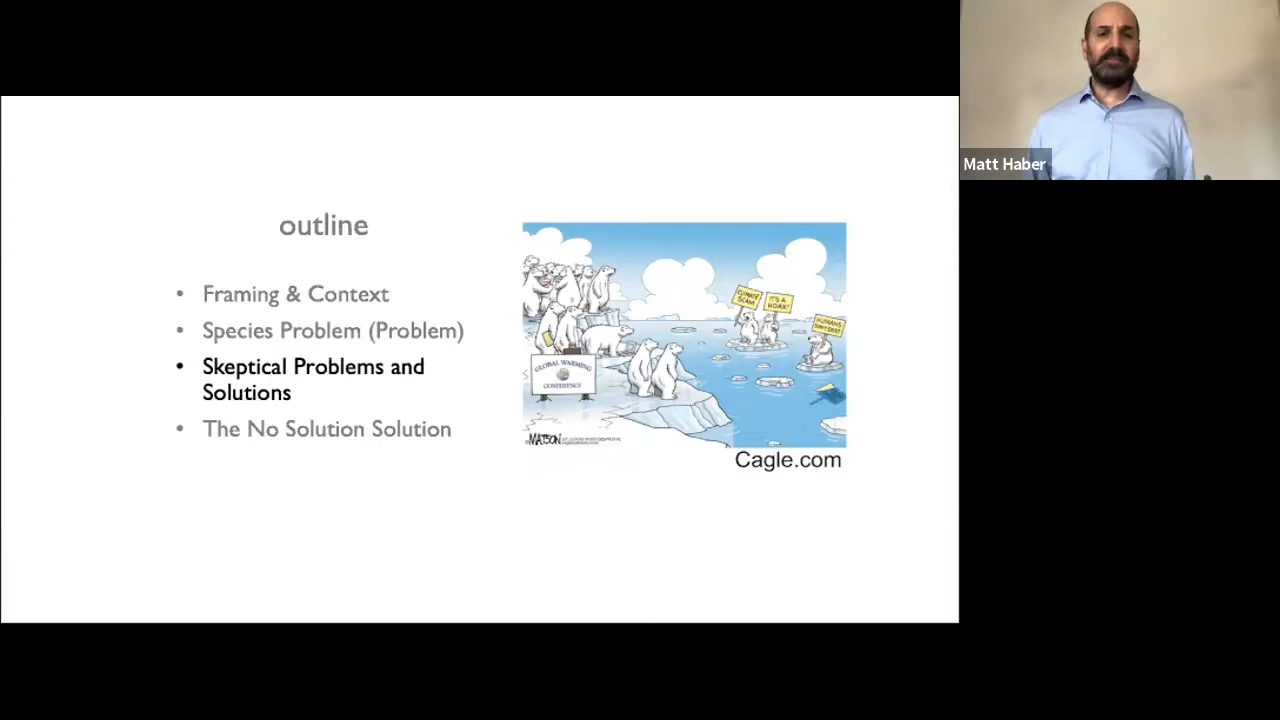 Matt Haber
outline
• Framing & Context
• Species Problem (Problem)
• Skeptical Problems and
Solutions
• The No Solution Solution
CLIMATE
SCAM
IT'S A
HOAX!
HUMANS
DON'T EXIST
GLOBAL WARMING
CONFERENCE
MATSON
Cagle.com